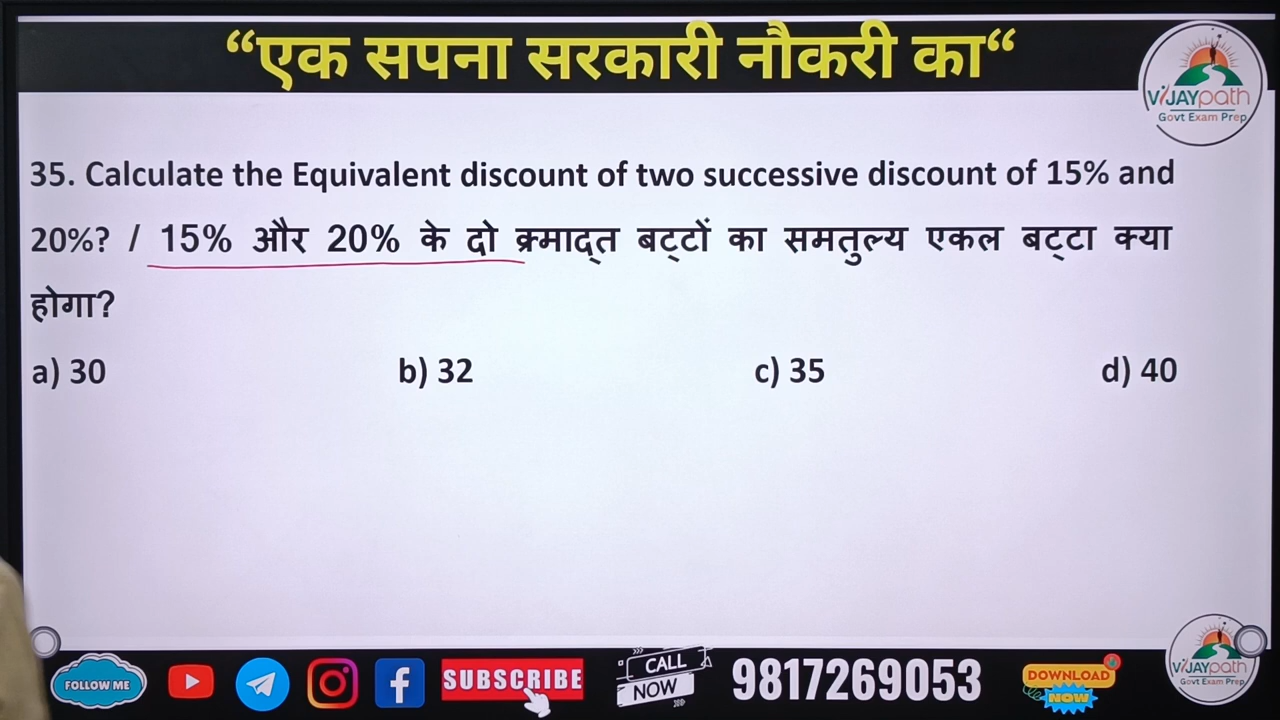 “एक सपना सरकारी नौकरी का“
VIJAYpath
Govt Exam Prep
35. Calculate the Equivalent discount of two successive discount of 15% and
20%? / 15% और 20% के दो क्र्माद्त बट्टों का समतुल्य एकल बट्टा क्या
होगा?
a) 30 b) 32 c) 35 d) 40
VIJAYpath
Govt Exam Prep
FOLLOW ME
SUBSCRIBE
CALL
NOW
9817269053
DOWNLOAD
NOW